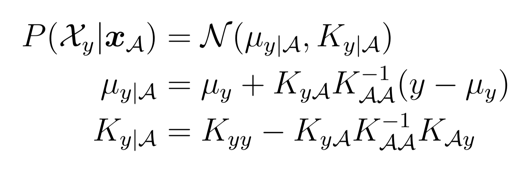 P(𝒳_y|𝒙_𝒜) = 𝒩(μ_{y|𝒜}, K_{y|𝒜})
μ_{y|𝒜} = μ_y + K_{y𝒜}K_{𝒜𝒜}^{-1}(y − μ_y)
K_{y|𝒜} = K_{yy} − K_{y𝒜}K_{𝒜𝒜}^{-1}K_{𝒜y}